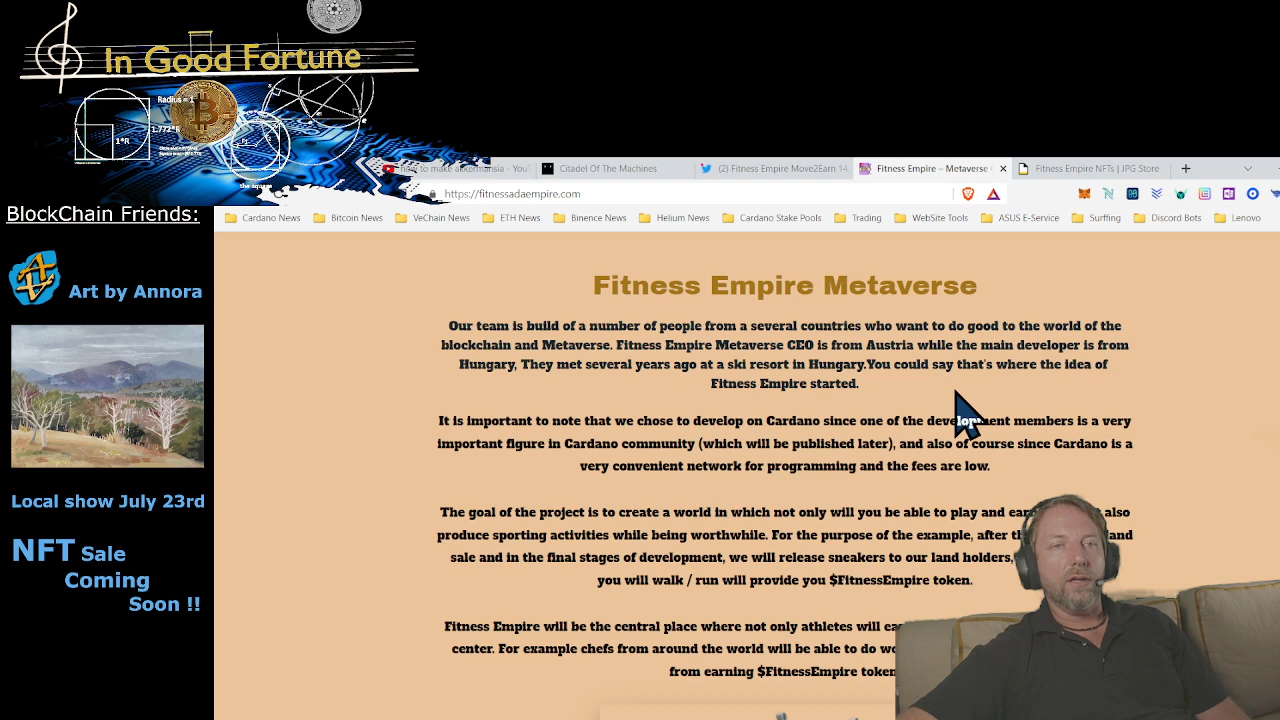 In Good Fortune
Radius = 1
1.772*R
1*R
the square
how to make akkermansia - You
Citadel Of The Machines
(2) Fitness Empire Move2Earn 14
Fitness Empire – Metaverse
Fitness Empire NFTs | JPG Store
https://fitnessadaempire.com
Cardano News
Bitcoin News
VeChain News
ETH News
Binence News
Helium News
Cardano Stake Pools
Trading
WebSite Tools
ASUS E-Service
Surffing
Discord Bots
Lenovo
BlockChain Friends:
Art by Annora
Local show July 23rd
NFT Sale
Coming
Soon !!
Fitness Empire Metaverse
Our team is build of a number of people from a several countries who want to do good to the world of the
blockchain and Metaverse. Fitness Empire Metaverse CEO is from Austria while the main developer is from
Hungary, They met several years ago at a ski resort in Hungary.You could say that's where the idea of
Fitness Empire started.
It is important to note that we chose to develop on Cardano since one of the development members is a very
important figure in Cardano community (which will be published later), and also of course since Cardano is a
very convenient network for programming and the fees are low.
The goal of the project is to create a world in which not only will you be able to play and ear also
produce sporting activities while being worthwhile. For the purpose of the example, after th land
sale and in the final stages of development, we will release sneakers to our land holders,
you will walk / run will provide you $FitnessEmpire token.
Fitness Empire will be the central place where not only athletes will ea
center. For example chefs from around the world will be able to do wo
from earning $FitnessEmpire token